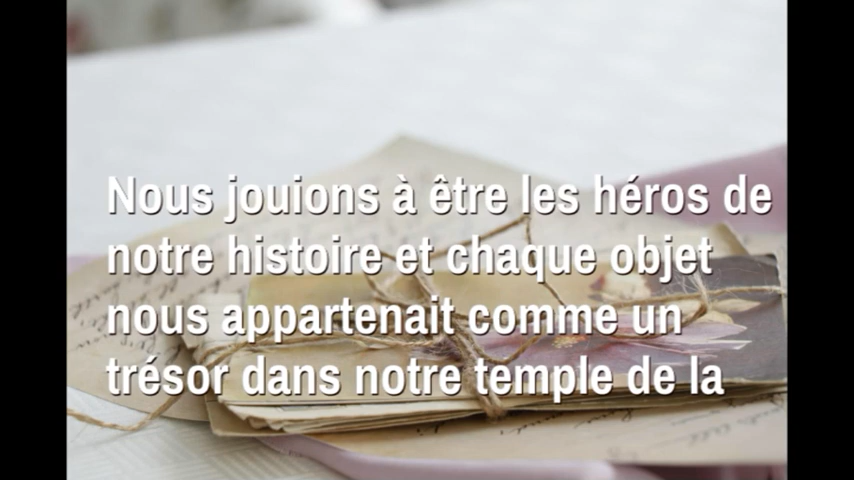 Nous jouions à être les héros de
notre histoire et chaque objet
nous appartenait comme un
trésor dans notre temple de la